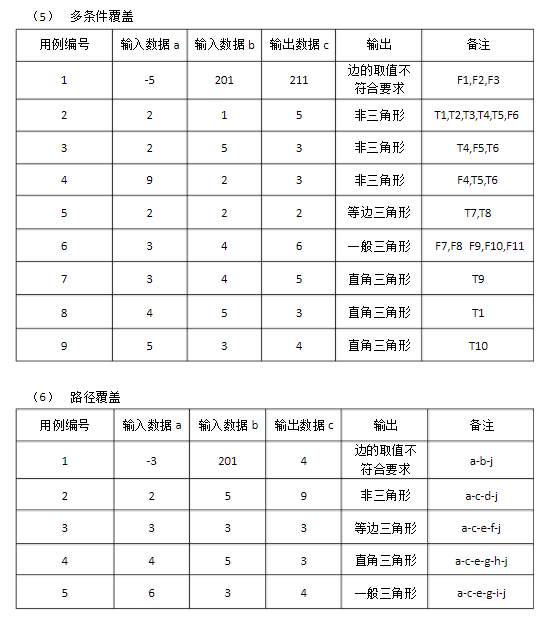 （5） 多条件覆盖
用例编号 输入数据 a 输入数据 b 输出数据 c 输出 备注
1 -5 201 211 边的取值不符合要求 F1,F2,F3
2 2 1 5 非三角形 T1,T2,T3,T4,T5,F6
3 2 5 3 非三角形 T4,F5,T6
4 9 2 3 非三角形 F4,T5,T6
5 2 2 2 等边三角形 T7,T8
6 3 4 6 一般三角形 F7,F8 F9,F10,F11
7 3 4 5 直角三角形 T9
8 4 5 3 直角三角形 T1
9 5 3 4 直角三角形 T10
（6） 路径覆盖
用例编号 输入数据 a 输入数据 b 输出数据 c 输出 备注
1 -3 201 4 边的取值不符合要求 a-b-j
2 2 5 9 非三角形 a-c-d-j
3 3 3 3 等边三角形 a-c-e-f-j
4 4 5 3 直角三角形 a-c-e-g-h-j
5 6 3 4 一般三角形 a-c-e-g-i-j